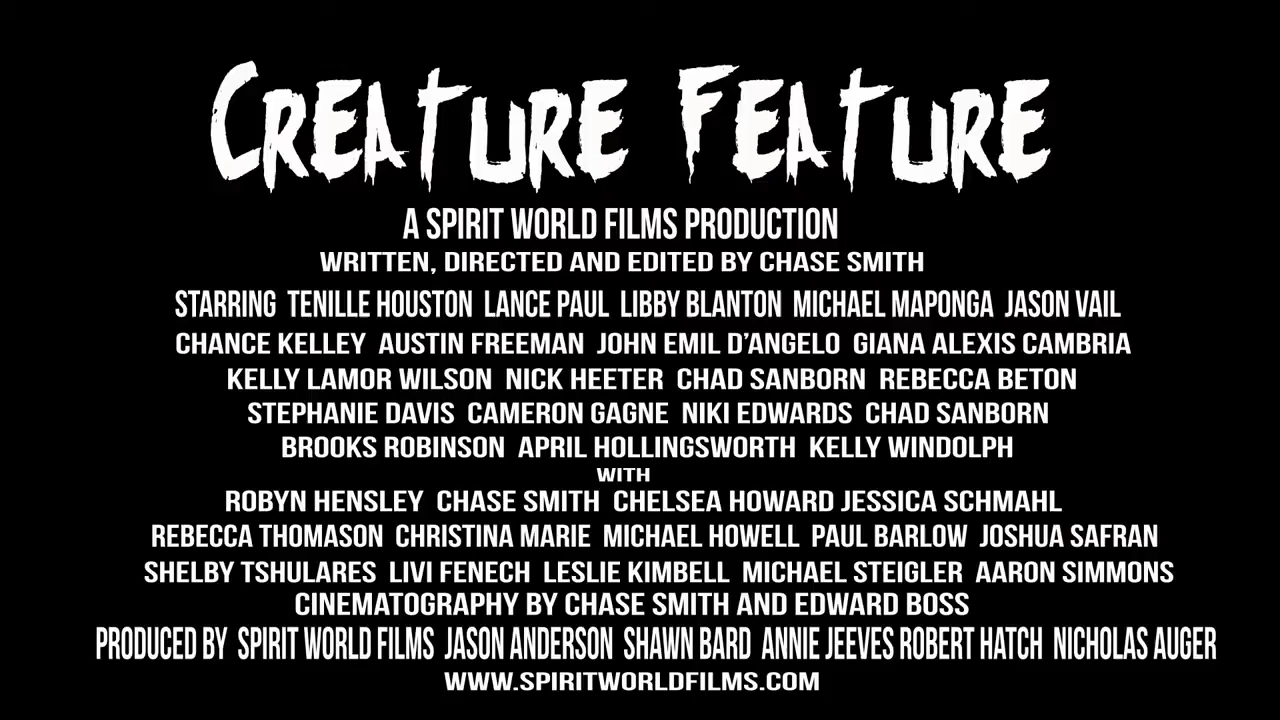 CREATURE FEATURE
A SPIRIT WORLD FILMS PRODUCTION
WRITTEN, DIRECTED AND EDITED BY CHASE SMITH
STARRING TENILLE HOUSTON LANCE PAUL LIBBY BLANTON MICHAEL MAPONGA JASON VAIL
CHANCE KELLEY AUSTIN FREEMAN JOHN EMIL D’ANGELO GIANA ALEXIS CAMBRIA
KELLY LAMOR WILSON NICK HEETER CHAD SANBORN REBECCA BETON
STEPHANIE DAVIS CAMERON GAGNE NIKI EDWARDS CHAD SANBORN
BROOKS ROBINSON APRIL HOLLINGSWORTH KELLY WINDOLPH
WITH
ROBYN HENSLEY CHASE SMITH CHELSEA HOWARD JESSICA SCHMAHL
REBECCA THOMASON CHRISTINA MARIE MICHAEL HOWELL PAUL BARLOW JOSHUA SAFRAN
SHELBY TSHULARES LIVI FENECH LESLIE KIMBELL MICHAEL STEIGLER AARON SIMMONS
CINEMATOGRAPHY BY CHASE SMITH AND EDWARD BOSS
PRODUCED BY SPIRIT WORLD FILMS JASON ANDERSON SHAWN BARD ANNIE JEEVES ROBERT HATCH NICHOLAS AUGER
WWW.SPIRITWORLDFILMS.COM